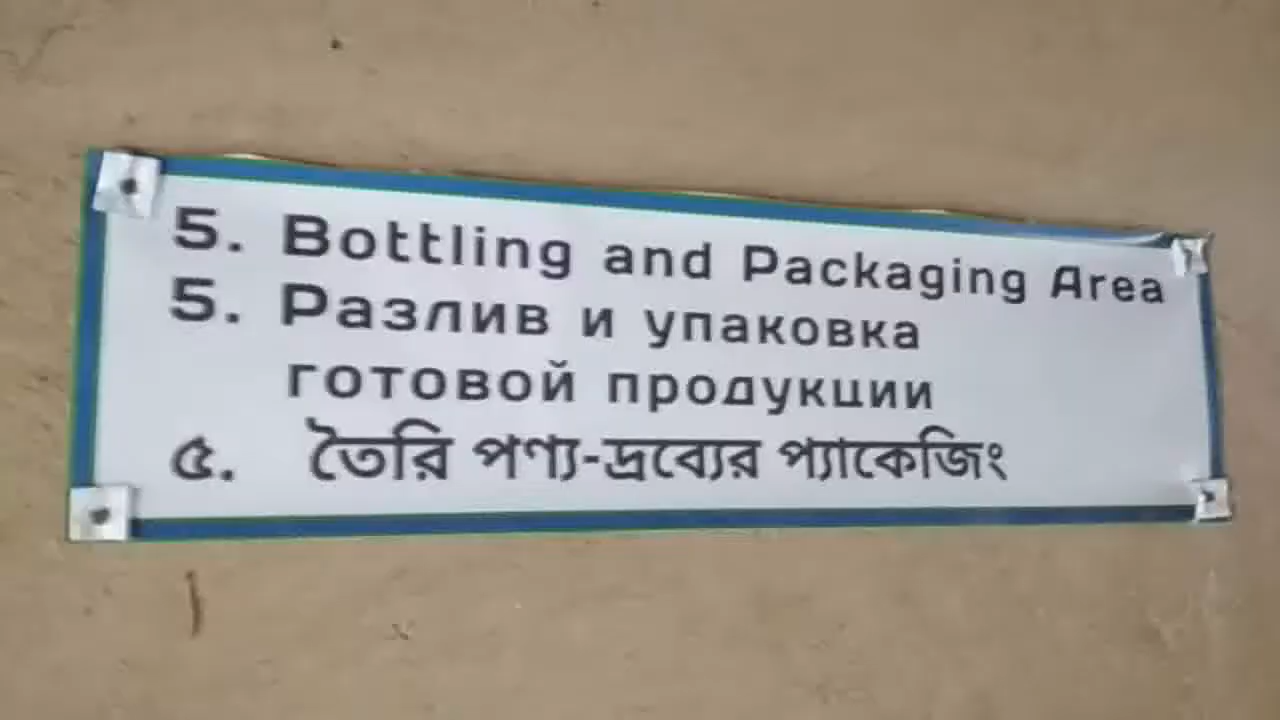 5. Bottling and Packaging Area
5. Разлив и упаковка
готовой продукции
৫. তৈরি পণ্য-দ্রব্যের প্যাকেজিং